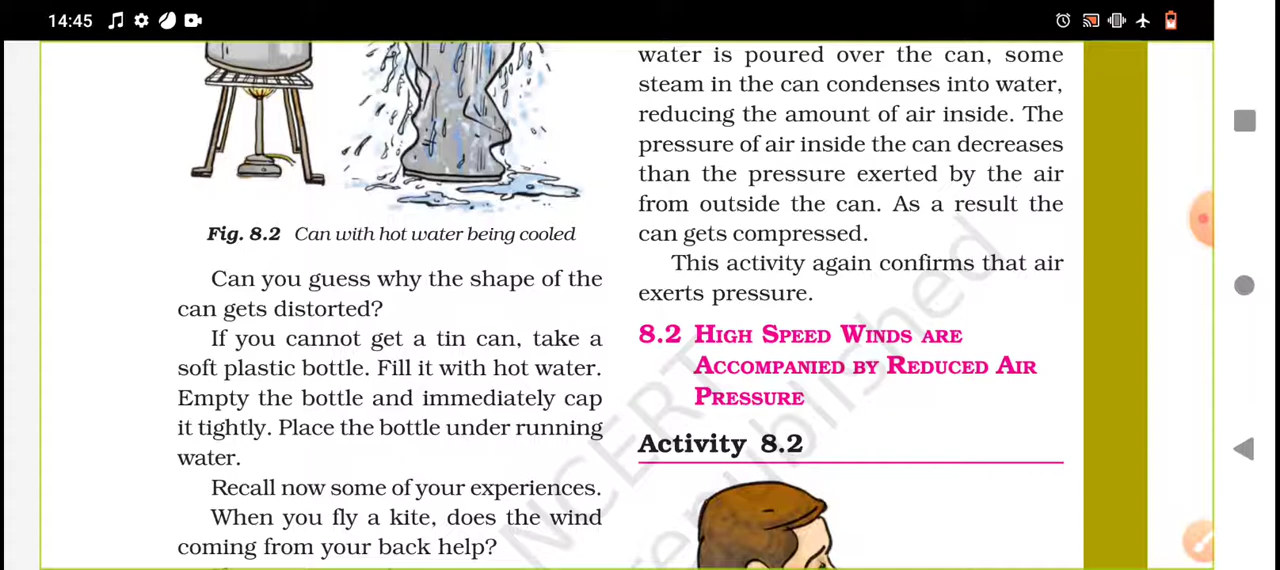 14:45
Fig. 8.2 Can with hot water being cooled
Can you guess why the shape of the
can gets distorted?
If you cannot get a tin can, take a
soft plastic bottle. Fill it with hot water.
Empty the bottle and immediately cap
it tightly. Place the bottle under running
water.
Recall now some of your experiences.
When you fly a kite, does the wind
coming from your back help?
water is poured over the can, some
steam in the can condenses into water,
reducing the amount of air inside. The
pressure of air inside the can decreases
than the pressure exerted by the air
from outside the can. As a result the
can gets compressed.
This activity again confirms that air
exerts pressure.
8.2 HIGH SPEED WINDS ARE
ACCOMPANIED BY REDUCED AIR
PRESSURE
Activity 8.2
NCERT
republished